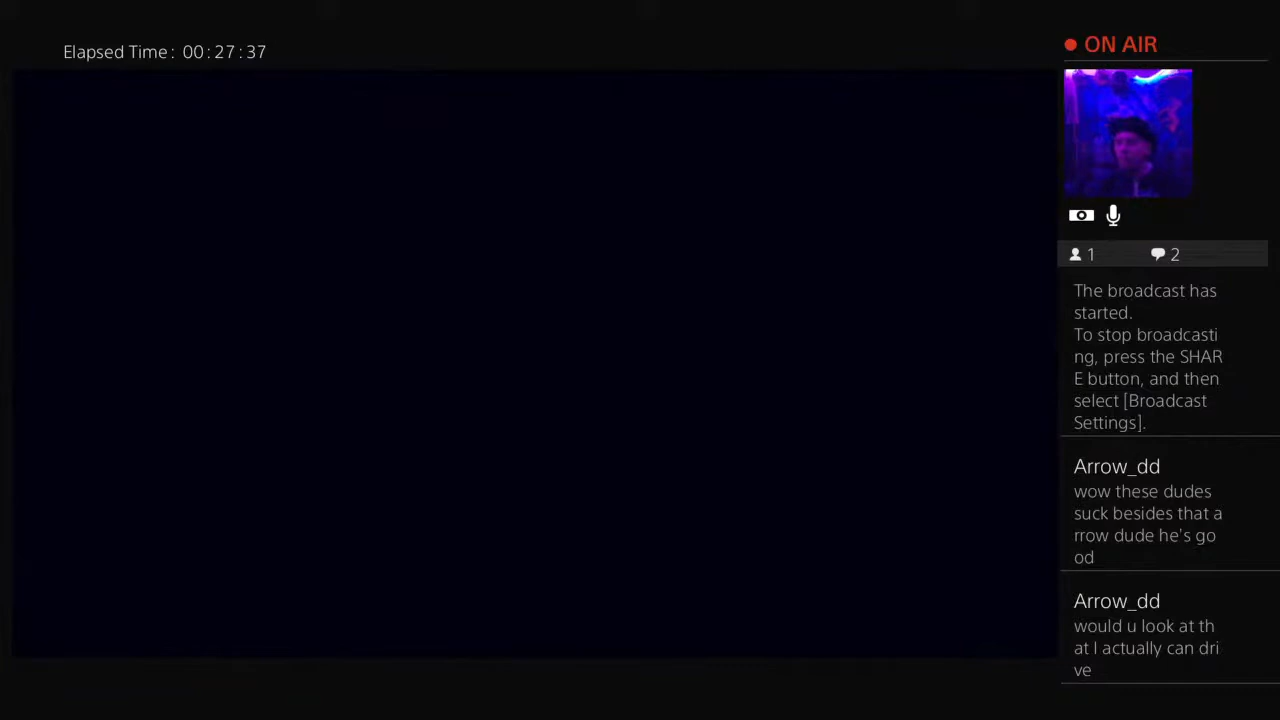 Elapsed Time: 00:27:37
ON AIR
1 2
The broadcast has
started.
To stop broadcasti
ng, press the SHAR
E button, and then
select [Broadcast
Settings].
Arrow_dd
wow these dudes
suck besides that a
rrow dude he's go
od
Arrow_dd
would u look at th
at I actually can dri
ve